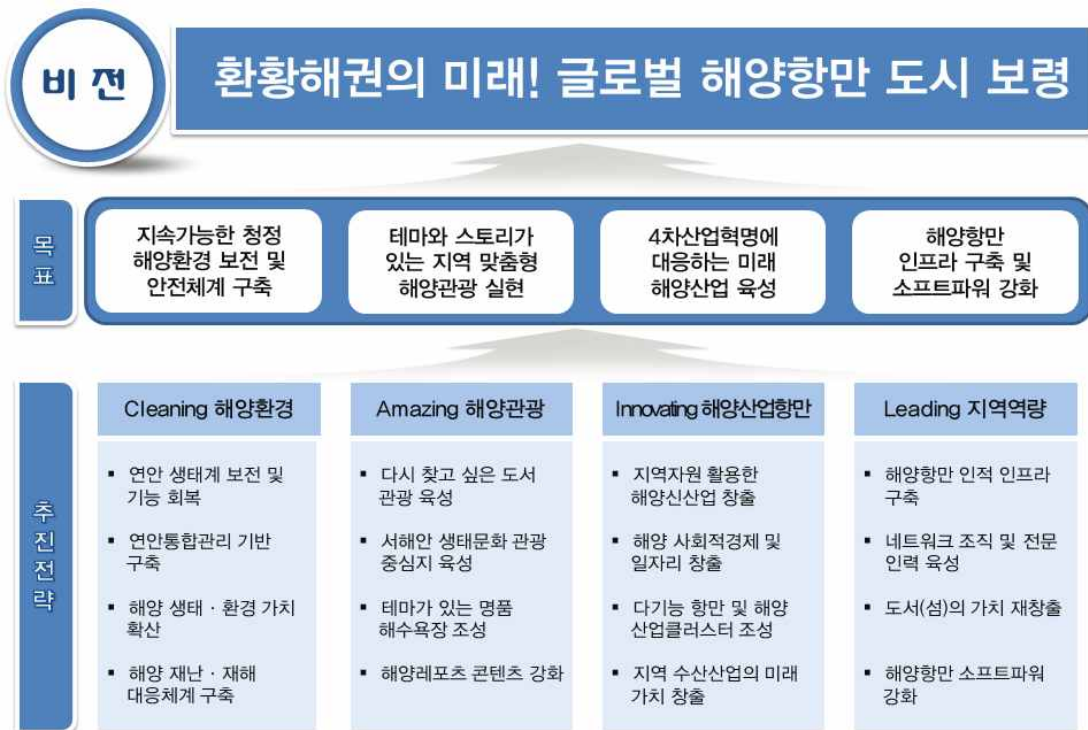 비 전
환황해권의 미래! 글로벌 해양항만 도시 보령
목표
지속가능한 청정
해양환경 보전 및
안전체계 구축
테마와 스토리가
있는 지역 맞춤형
해양관광 실현
4차산업혁명에
대응하는 미래
해양산업 육성
해양항만
인프라 구축 및
소프트파워 강화
추진전략
Cleaning 해양환경
▪ 연안 생태계 보전 및
기능 회복
▪ 연안통합관리 기반
구축
▪ 해양 생태 · 환경 가치
확산
▪ 해양 재난 · 재해
대응체계 구축
Amazing 해양관광
▪ 다시 찾고 싶은 도서
관광 육성
▪ 서해안 생태문화 관광
중심지 육성
▪ 테마가 있는 명품
해수욕장 조성
▪ 해양레포츠 콘텐츠 강화
Innovating 해양산업항만
▪ 지역자원 활용한
해양신산업 창출
▪ 해양 사회적경제 및
일자리 창출
▪ 다기능 항만 및 해양
산업클러스터 조성
▪ 지역 수산산업의 미래
가치 창출
Leading 지역역량
▪ 해양항만 인적 인프라
구축
▪ 네트워크 조직 및 전문
인력 육성
▪ 도서(섬)의 가치 재창출
▪ 해양항만 소프트파워
강화